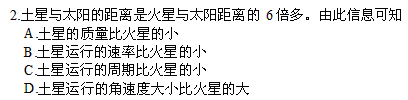 2.土星与太阳的距离是火星与太阳距离的 6倍多。由此信息可知
A.土星的质量比火星的小
B.土星运行的速率比火星的小
C.土星运行的周期比火星的小
D.土星运行的角速度大小比火星的大